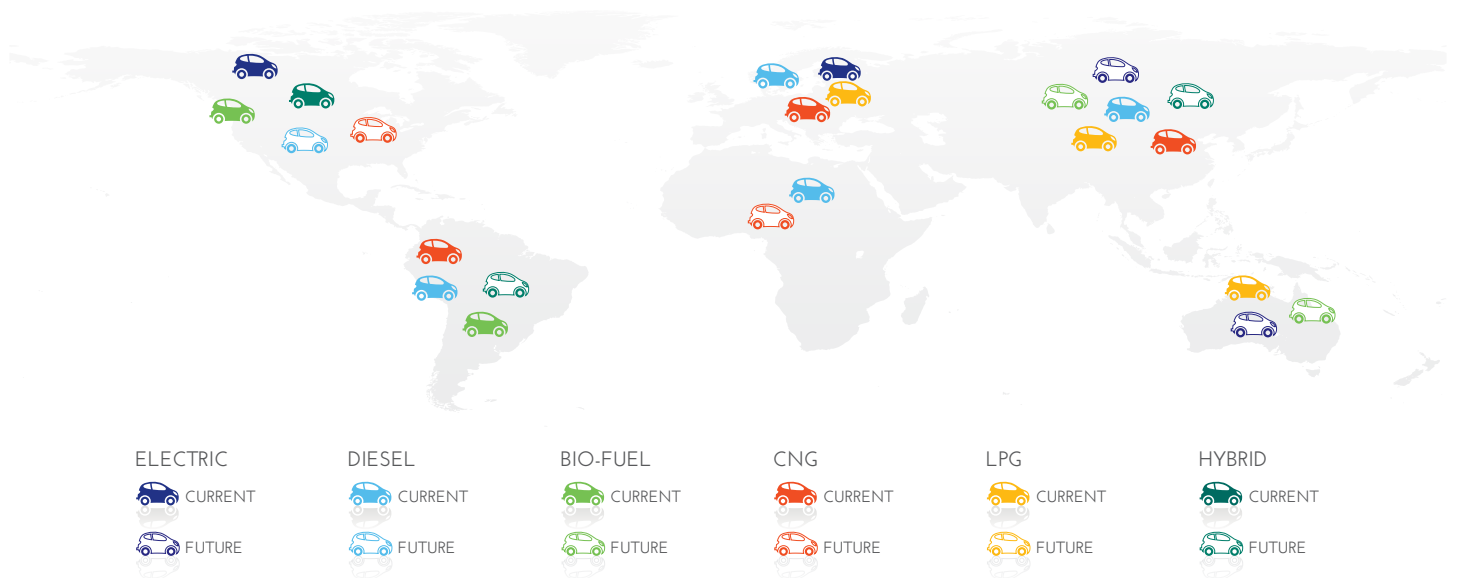 ELECTRIC
CURRENT
FUTURE
DIESEL
CURRENT
FUTURE
BIO-FUEL
CURRENT
FUTURE
CNG
CURRENT
FUTURE
LPG
CURRENT
FUTURE
HYBRID
CURRENT
FUTURE